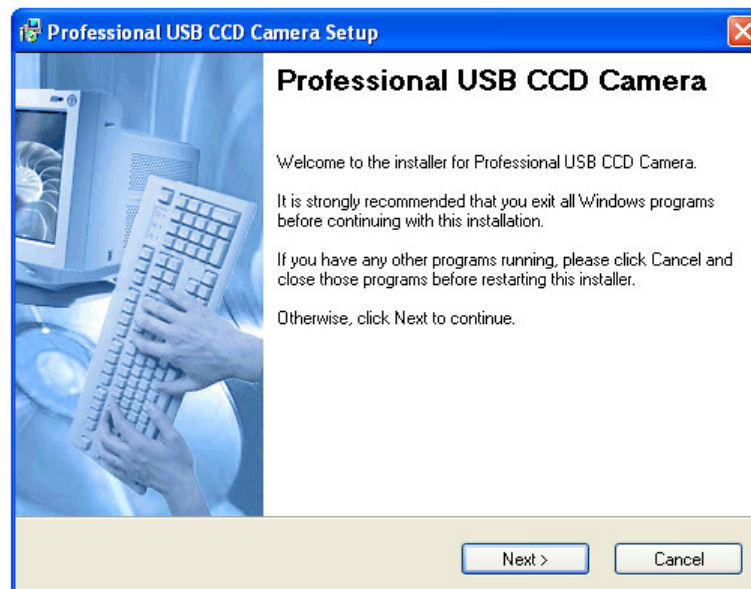 Professional USB CCD Camera Setup
Professional USB CCD Camera
Welcome to the installer for Professional USB CCD Camera.
It is strongly recommended that you exit all Windows programs
before continuing with this installation.
If you have any other programs running, please click Cancel and
close those programs before restarting this installer.
Otherwise, click Next to continue.
Next >
Cancel